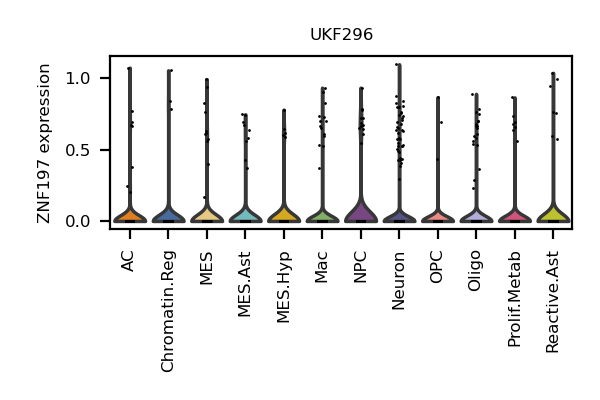 UKF296
ZNF197 expression
1.0
0.5
0.0
AC
Chromatin.Reg
MES
MES.Ast
MES.Hyp
Mac
NPC
Neuron
OPC
Oligo
Prolif.Metab
Reactive.Ast